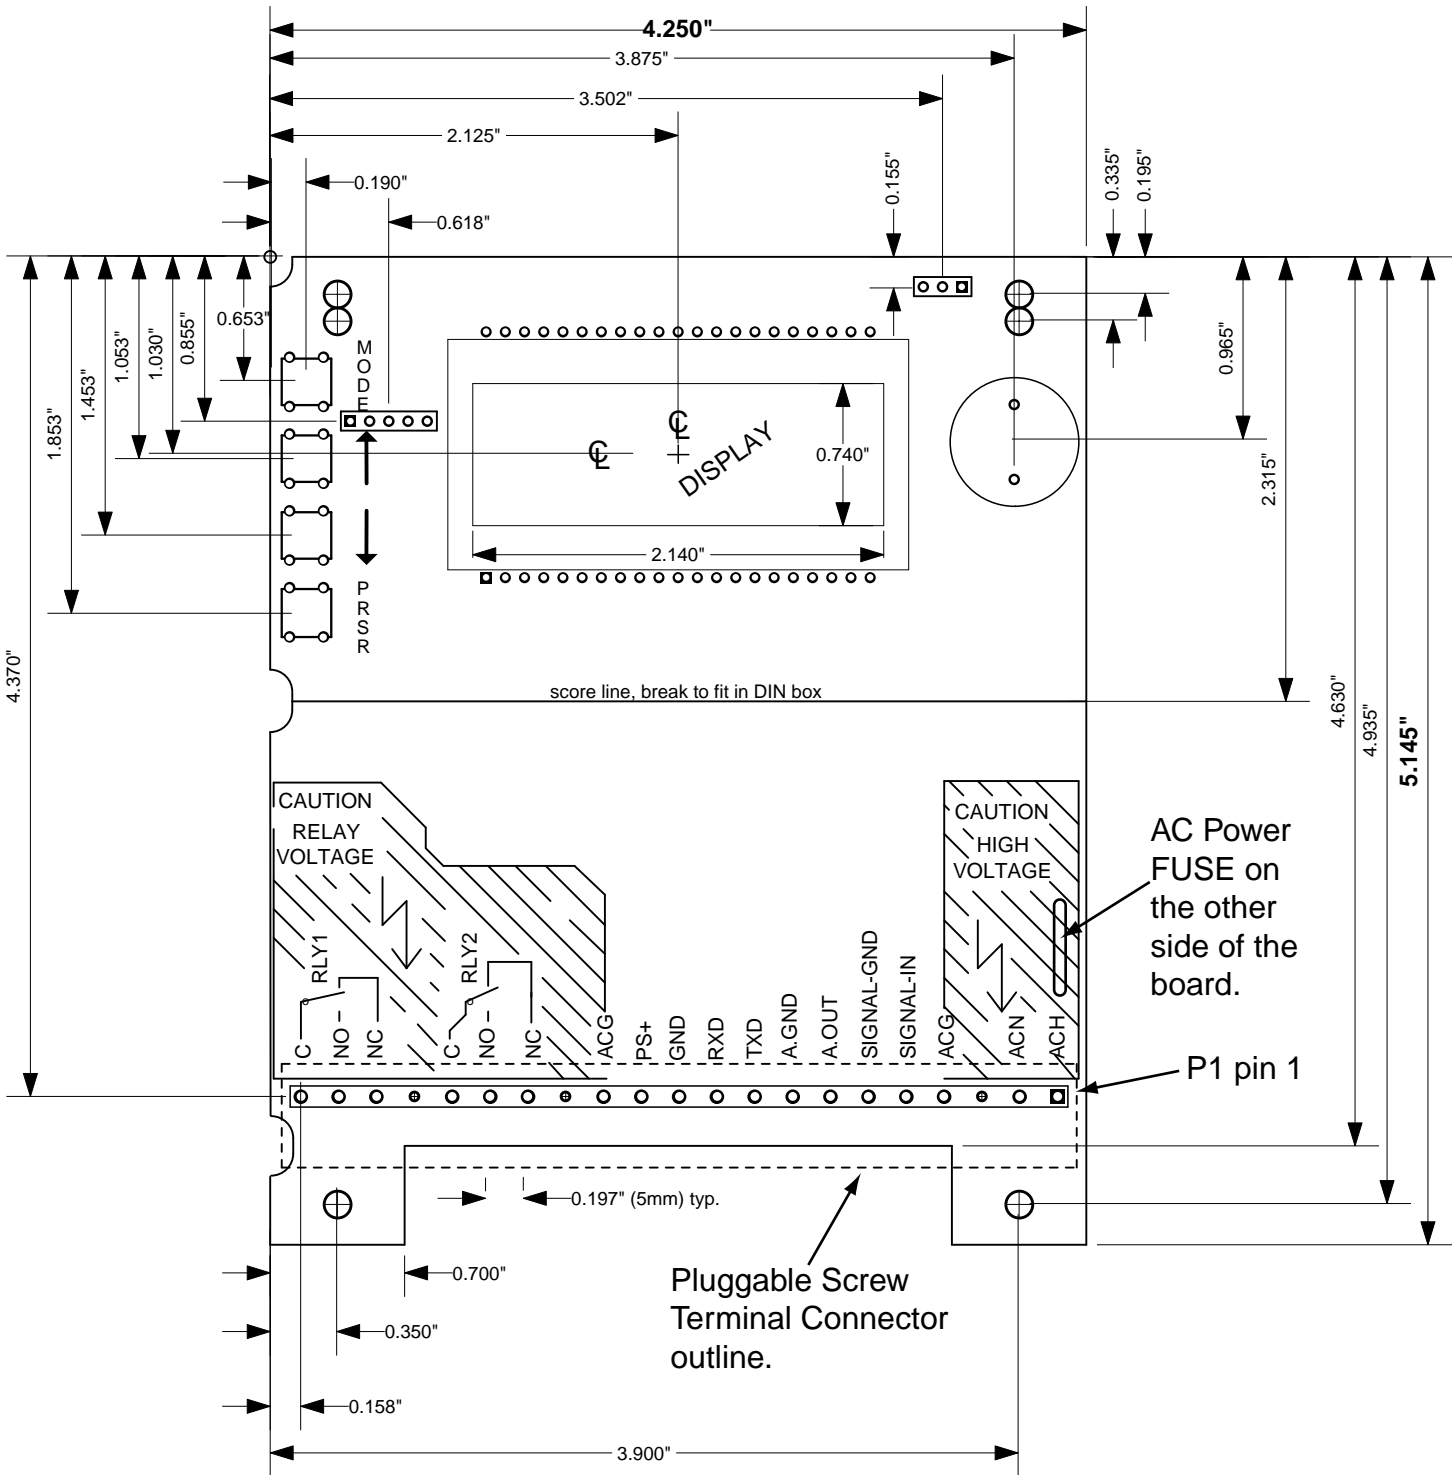 4.250"
3.875"
3.502"
2.125"
0.190"
0.618"
0.155"
0.335"
0.195"
0.653"
0.855"
1.030"
1.053"
1.453"
1.853"
4.370"
MODE
PRSR
℄
℄
DISPLAY
0.740"
2.140"
0.965"
2.315"
4.630"
4.935"
5.145"
score line, break to fit in DIN box
CAUTION
RELAY
VOLTAGE
CAUTION
HIGH
VOLTAGE
AC Power
FUSE on
the other
side of the
board.
RLY1
RLY2
C
NO
NC
C
NO
NC
ACG
PS+
GND
RXD
TXD
A.GND
A.OUT
SIGNAL-GND
SIGNAL-IN
ACG
ACN
ACH
P1 pin 1
0.197" (5mm) typ.
Pluggable Screw
Terminal Connector
outline.
0.700"
0.350"
0.158"
3.900"